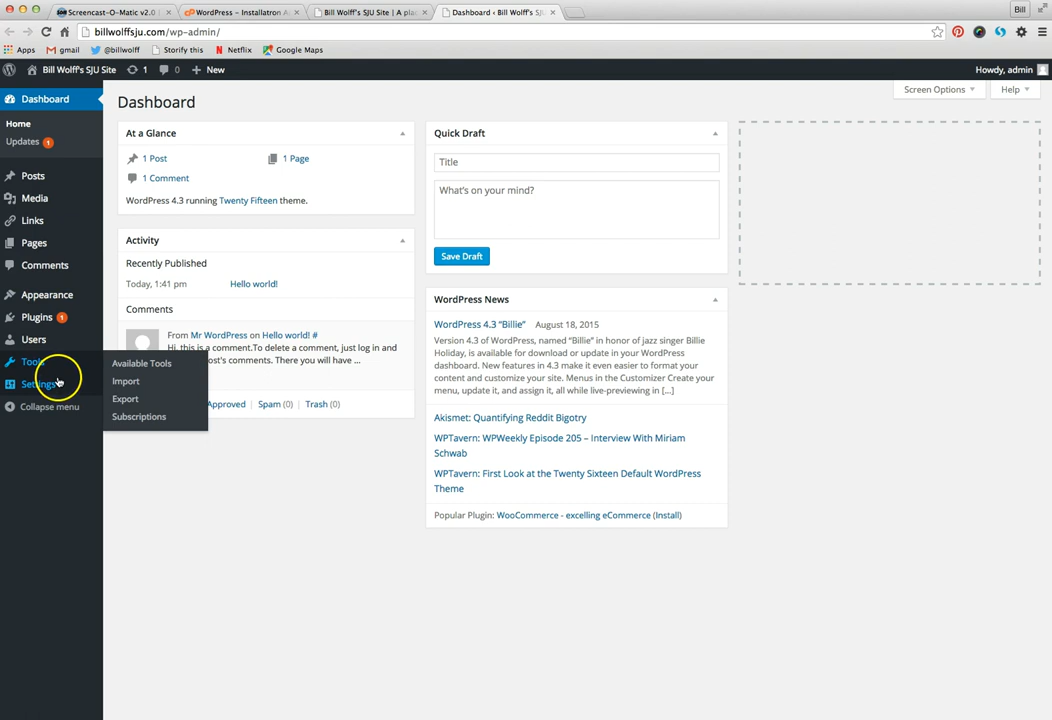 Screencast-O-Matic v2.0
WordPress – Installatron A
Bill Wolff's SJU Site | A pla
Dashboard ‹ Bill Wolff's SJ
Bill
billwolffsju.com/wp-admin/
Apps
gmail
@billwolff
Storify this
Netflix
Google Maps
Bill Wolff's SJU Site
1
0
New
Howdy, admin
Dashboard
Home
Updates 1
Posts
Media
Links
Pages
Comments
Appearance
Plugins 1
Users
Tools
Settings
Collapse menu
Available Tools
Import
Export
Subscriptions
Dashboard
Screen Options
Help
At a Glance
1 Post
1 Page
1 Comment
WordPress 4.3 running Twenty Fifteen theme.
Activity
Recently Published
Today, 1:41 pm
Hello world!
Comments
From Mr WordPress on Hello world! #
Hi, this is a comment.To delete a comment, just log in and
post's comments. There you will have ...
Approved
Spam (0)
Trash (0)
Quick Draft
Title
What's on your mind?
Save Draft
WordPress News
WordPress 4.3 "Billie" August 18, 2015
Version 4.3 of WordPress, named "Billie" in honor of jazz singer Billie
Holiday, is available for download or update in your WordPress
dashboard. New features in 4.3 make it even easier to format your
content and customize your site. Menus in the Customizer Create your
menu, update it, and assign it, all while live-previewing in [...]
Akismet: Quantifying Reddit Bigotry
WPTavern: WPWeekly Episode 205 – Interview With Miriam
Schwab
WPTavern: First Look at the Twenty Sixteen Default WordPress
Theme
Popular Plugin: WooCommerce - excelling eCommerce (Install)